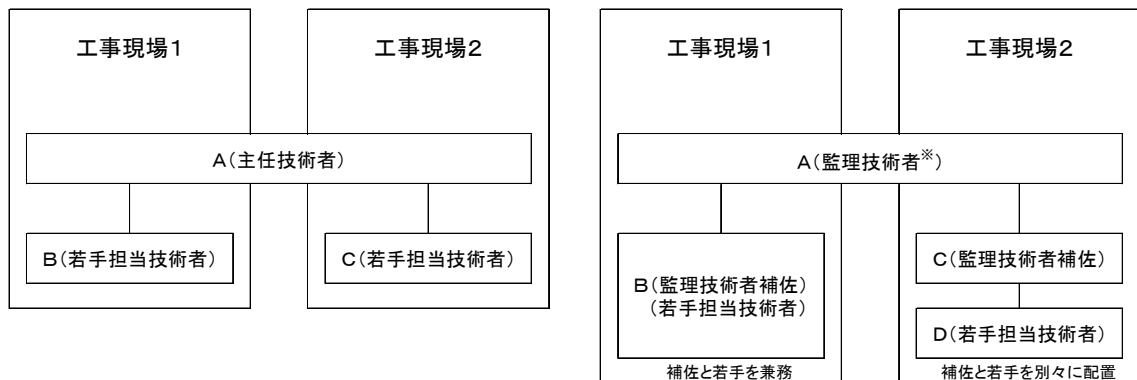 工事現場1
工事現場2
A(主任技術者)
B(若手担当技術者)
C(若手担当技術者)
工事現場1
工事現場2
A(監理技術者※)
B(監理技術者補佐)
(若手担当技術者)
C(監理技術者補佐)
D(若手担当技術者)
補佐と若手を兼務
補佐と若手を別々に配置